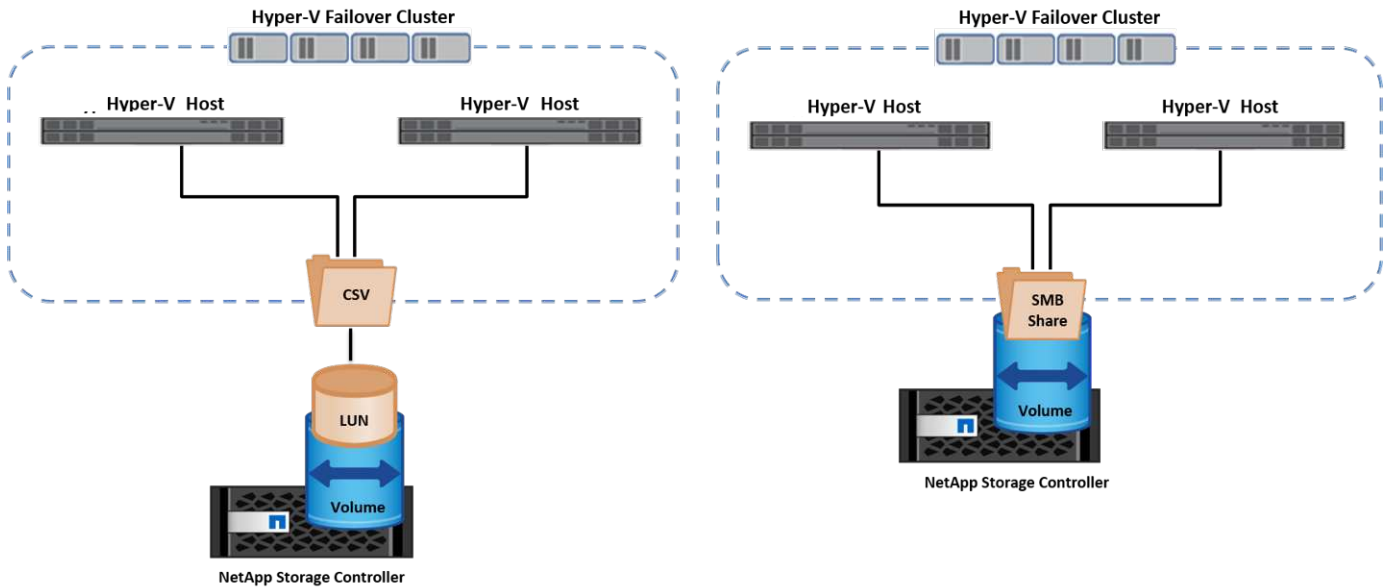 Hyper-V Failover Cluster
Hyper-V Host
Hyper-V Host
CSV
LUN
Volume
NetApp Storage Controller
Hyper-V Failover Cluster
Hyper-V Host
Hyper-V Host
SMB
Share
Volume
NetApp Storage Controller